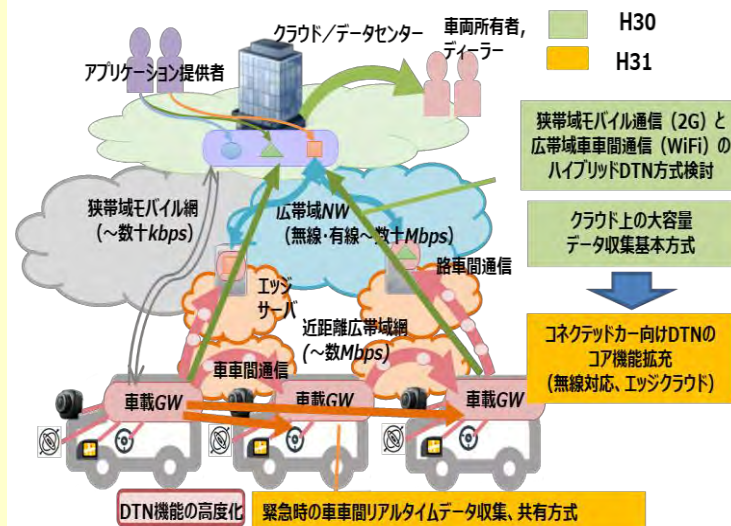 クラウド／データセンター
車両所有者,
ディーラー
アプリケーション提供者
H30
H31
狭帯域モバイル通信（2G）と
広帯域車車間通信（WiFi）の
ハイブリッドDTN方式検討
クラウド上の大容量
データ収集基本方式
コネクテッドカー向けDTNの
コア機能拡充
（無線対応、エッジクラウド）
狭帯域モバイル網
（～数十kbps）
広帯域NW
（無線・有線～数十Mbps）
路車間通信
エッジ
サーバ
近距離広帯域網
(～数Mbps)
車車間通信
車載GW
車載GW
車載GW
DTN機能の高度化
緊急時の車車間リアルタイムデータ収集、共有方式